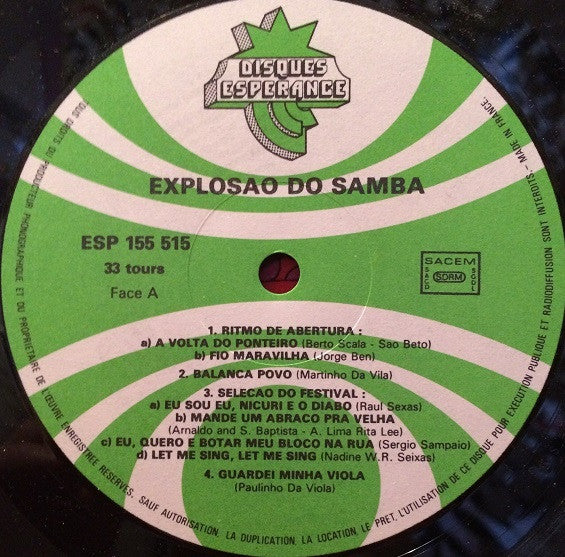 DISQUES
ESPERANCE
EXPLOSAO DO SAMBA
ESP 155 515
33 tours
Face A
SACEM
SACD
SDRM
SGDL
1. RITMO DE ABERTURA :
a) A VOLTA DO PONTEIRO (Berto Scala - Sao Beto)
b) FIO MARAVILHA (Jorge Ben)
2. BALANCA POVO (Martinho Da Vila)
3. SELECAO DO FESTIVAL :
a) EU SOU EU, NICURI E O DIABO (Raul Sexas)
b) MANDE UM ABRACO PRA VELHA
(Arnaldo and S. Baptista - A. Lima Rita Lee)
c) EU, QUERO E BOTAR MEU BLOCO NA RUA (Sergio Sampaio)
d) LET ME SING, LET ME SING (Nadine W.R. Seixas)
4. GUARDEI MINHA VIOLA
(Paulinho Da Viola)
TOUS DROITS DU PRODUCTEUR PHONOGRAPHIQUE ET DU PROPRIETAIRE DE L'ŒUVRE ENREGISTREE RESERVES. SAUF AUTORISATION, LA DUPLICATION, LA LOCATION, LE PRET, L'UTILISATION DE CE DISQUE POUR EXECUTION PUBLIQUE ET RADIODIFFUSION SONT INTERDITS - MADE IN FRANCE.